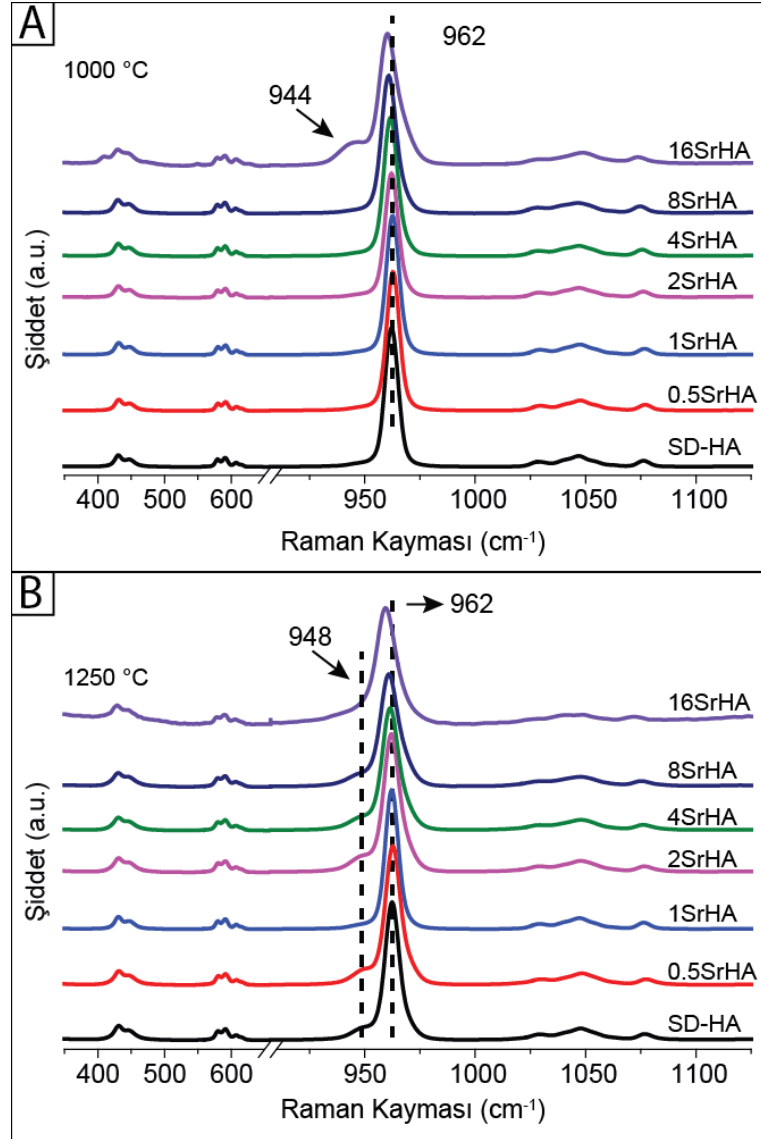 A
1000 °C
962
944
16SrHA
8SrHA
4SrHA
2SrHA
1SrHA
0.5SrHA
SD-HA
Şiddet (a.u.)
400 500 600 950 1000 1050 1100
Raman Kayması (cm⁻¹)
B
962
948
1250 °C
16SrHA
8SrHA
4SrHA
2SrHA
1SrHA
0.5SrHA
SD-HA
Şiddet (a.u.)
400 500 600 950 1000 1050 1100
Raman Kayması (cm⁻¹)